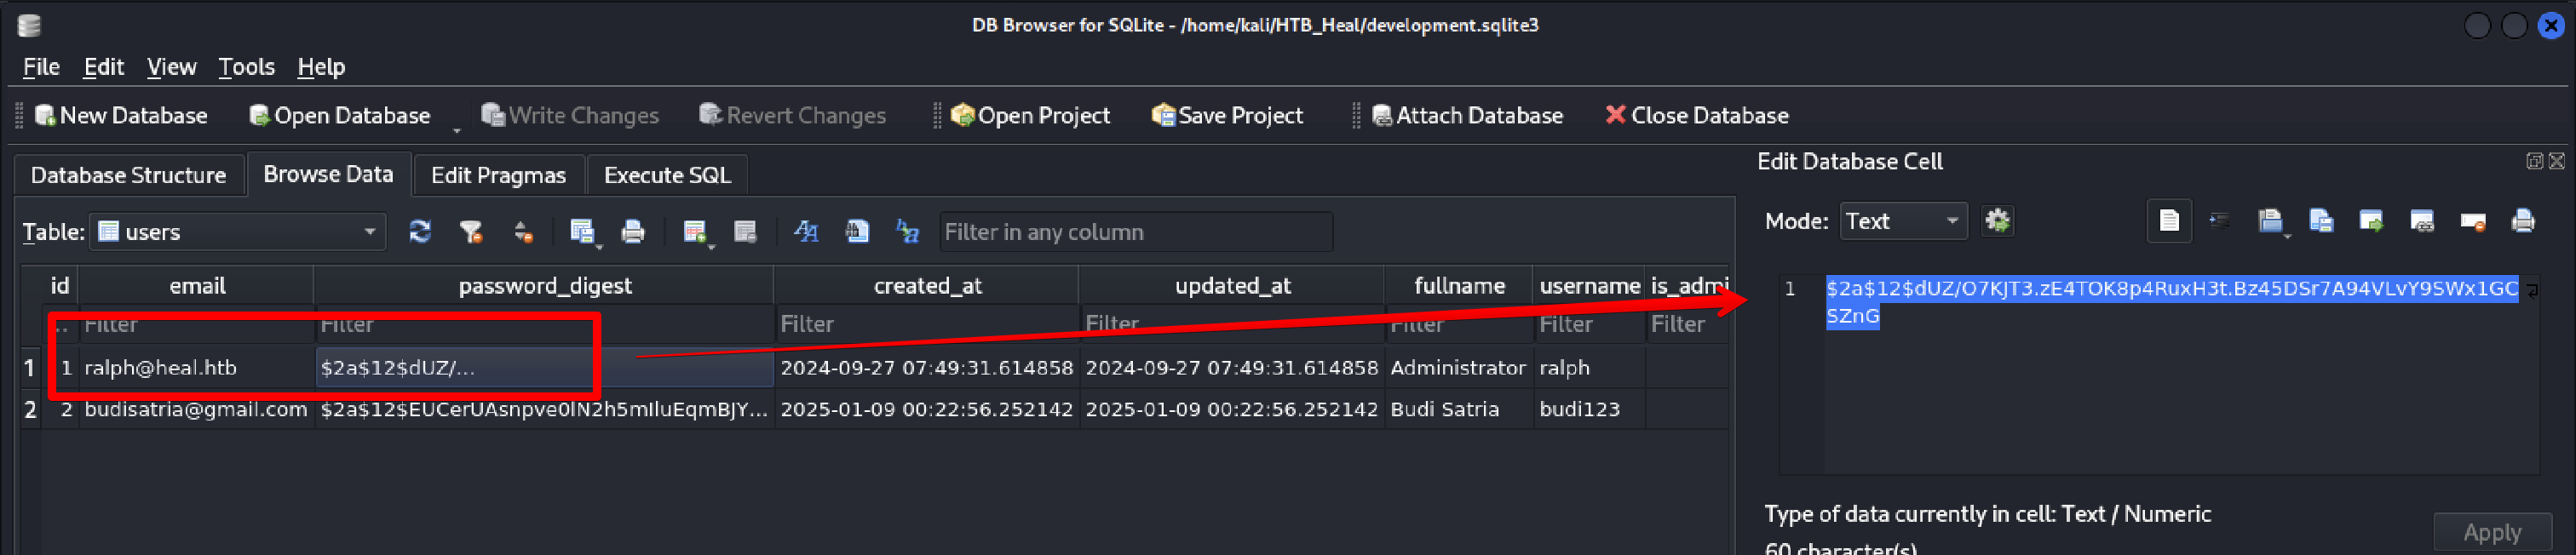 DB Browser for SQLite - /home/kali/HTB_Heal/development.sqlite3
File Edit View Tools Help
New Database Open Database Write Changes Revert Changes Open Project Save Project Attach Database Close Database
Database Structure Browse Data Edit Pragmas Execute SQL
Table: users Filter in any column
id email password_digest created_at updated_at fullname username is_admi
... Filter Filter Filter Filter Filter Filter Filter
1 1 ralph@heal.htb $2a$12$dUZ/... 2024-09-27 07:49:31.614858 2024-09-27 07:49:31.614858 Administrator ralph
2 2 budisatria@gmail.com $2a$12$EUCerUAsnpve0lN2h5mIluEqmBJY... 2025-01-09 00:22:56.252142 2025-01-09 00:22:56.252142 Budi Satria budi123
Edit Database Cell
Mode: Text
1 $2a$12$dUZ/O7KJT3.zE4TOK8p4RuxH3t.Bz45DSr7A94VLvY9SWx1GC
SZnG
Type of data currently in cell: Text / Numeric
60 character(s)
Apply